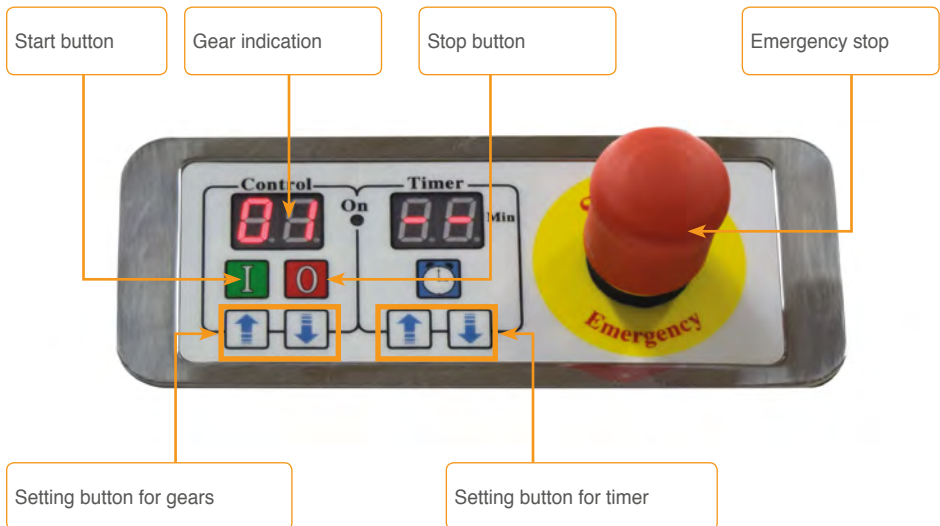 Start button
Gear indication
Stop button
Emergency stop
Control
Timer
On
01
--
Min
I
O
Emergency
Setting button for gears
Setting button for timer